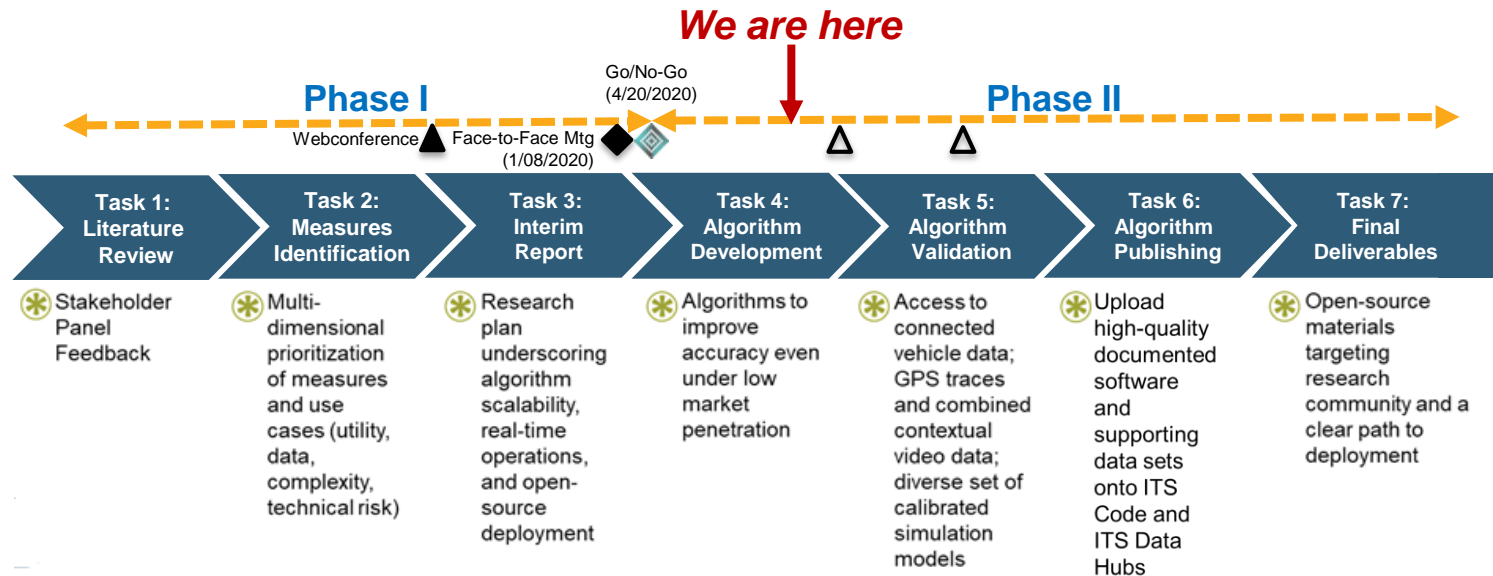 We are here
Go/No-Go
(4/20/2020)
Phase I
Phase II
Webconference
Face-to-Face Mtg
(1/08/2020)
Task 1:
Literature
Review
Task 2:
Measures
Identification
Task 3:
Interim
Report
Task 4:
Algorithm
Development
Task 5:
Algorithm
Validation
Task 6:
Algorithm
Publishing
Task 7:
Final
Deliverables
Stakeholder
Panel
Feedback
Multi-
dimensional
prioritization
of measures
and use
cases (utility,
data,
complexity,
technical risk)
Research
plan
underscoring
algorithm
scalability,
real-time
operations,
and open-
source
deployment
Algorithms to
improve
accuracy even
under low
market
penetration
Access to
connected
vehicle data;
GPS traces
and combined
contextual
video data;
diverse set of
calibrated
simulation
models
Upload
high-quality
documented
software
and
supporting
data sets
onto ITS
Code and
ITS Data
Hubs
Open-source
materials
targeting
research
community and a
clear path to
deployment